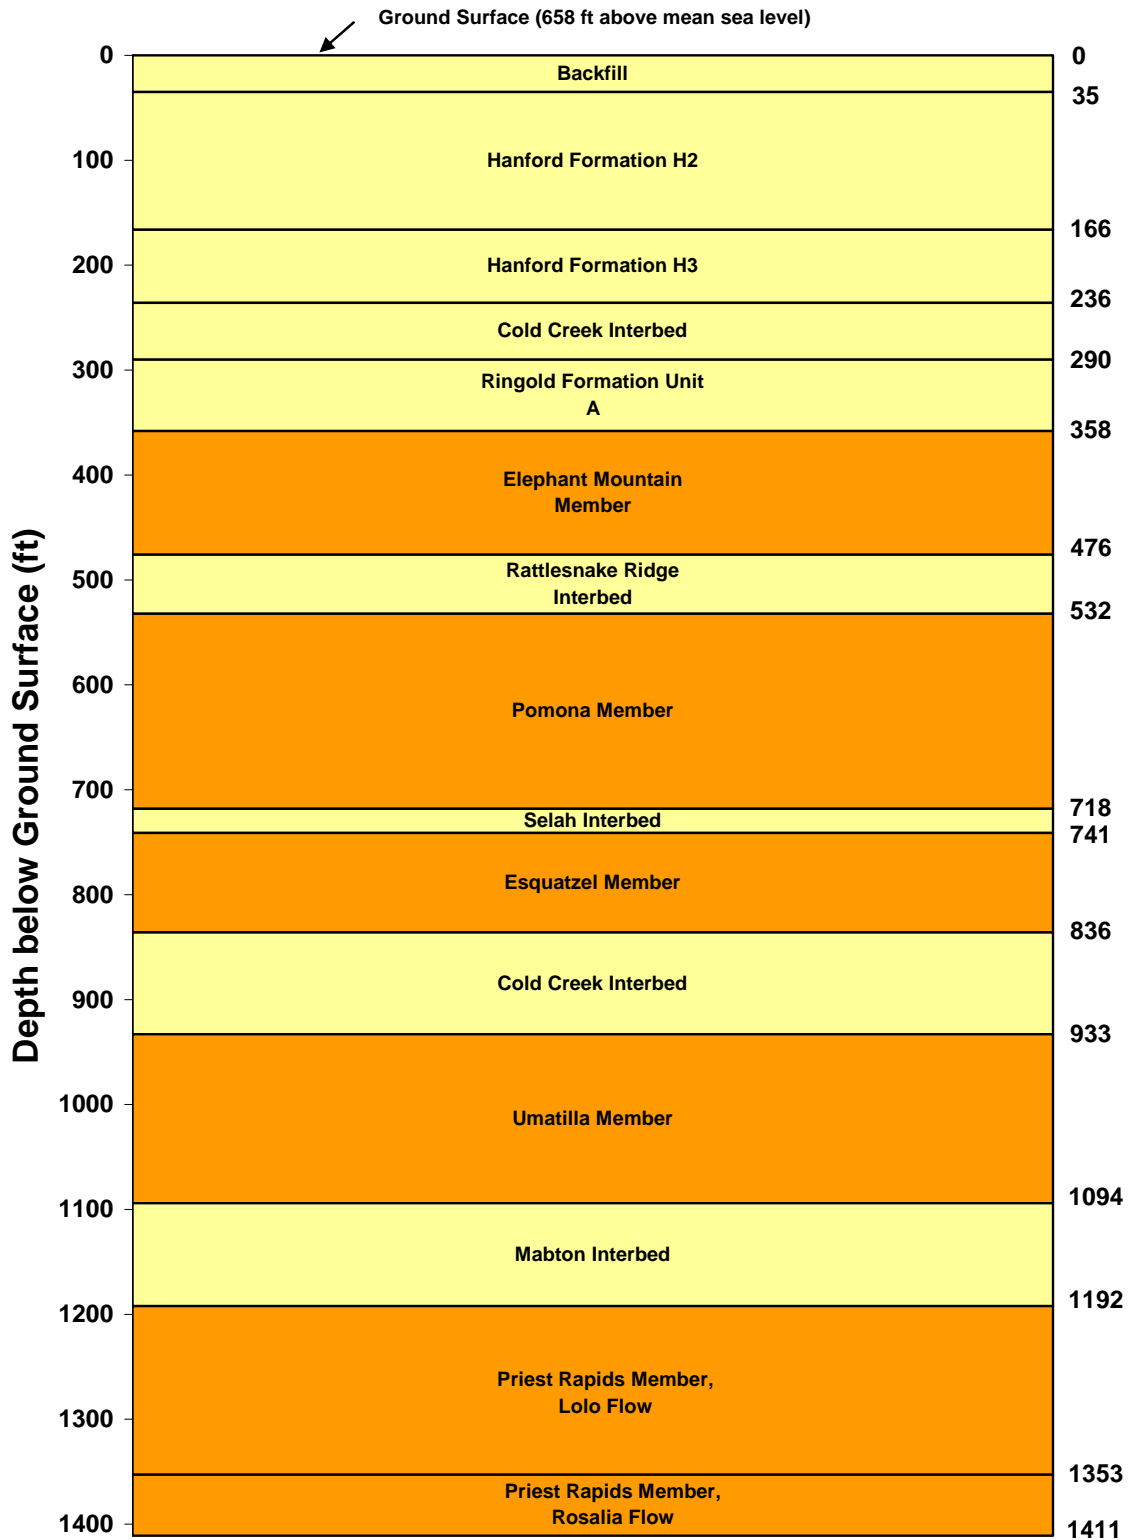 Ground Surface (658 ft above mean sea level)
0
0
Backfill
35
100
Hanford Formation H2
166
200
Hanford Formation H3
236
Cold Creek Interbed
290
300
Ringold Formation Unit
A
358
400
Elephant Mountain
Member
476
500
Rattlesnake Ridge
Interbed
532
Depth below Ground Surface (ft)
600
Pomona Member
700
718
Selah Interbed
741
800
Esquatzel Member
836
900
Cold Creek Interbed
933
1000
Umatilla Member
1094
1100
Mabton Interbed
1192
1200
Priest Rapids Member,
Lolo Flow
1300
1353
Priest Rapids Member,
Rosalia Flow
1400
1411